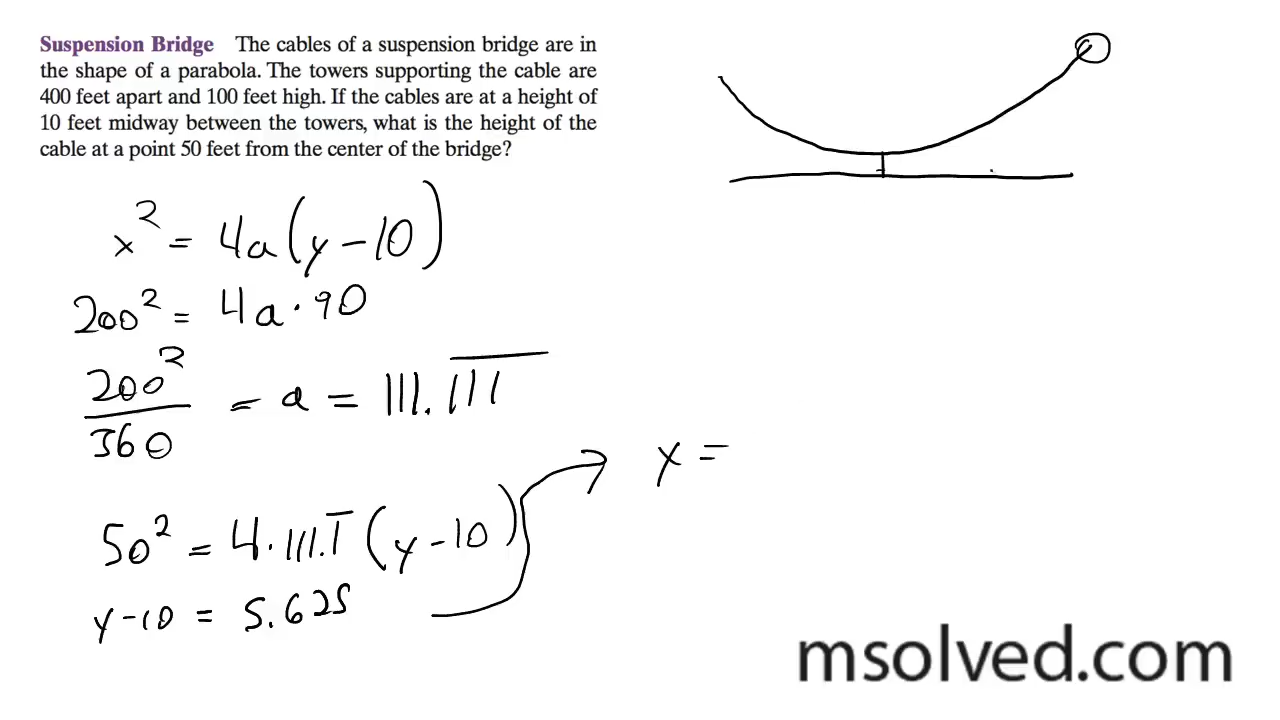 Suspension Bridge The cables of a suspension bridge are in
the shape of a parabola. The towers supporting the cable are
400 feet apart and 100 feet high. If the cables are at a height of
10 feet midway between the towers, what is the height of the
cable at a point 50 feet from the center of the bridge?
x² = 4a(y-10)
200² = 4a·90
200²/360 = a = 111.1̅1̅1̅
50² = 4·111.1̅(y-10)
y-10 = 5.625
x =
msolved.com